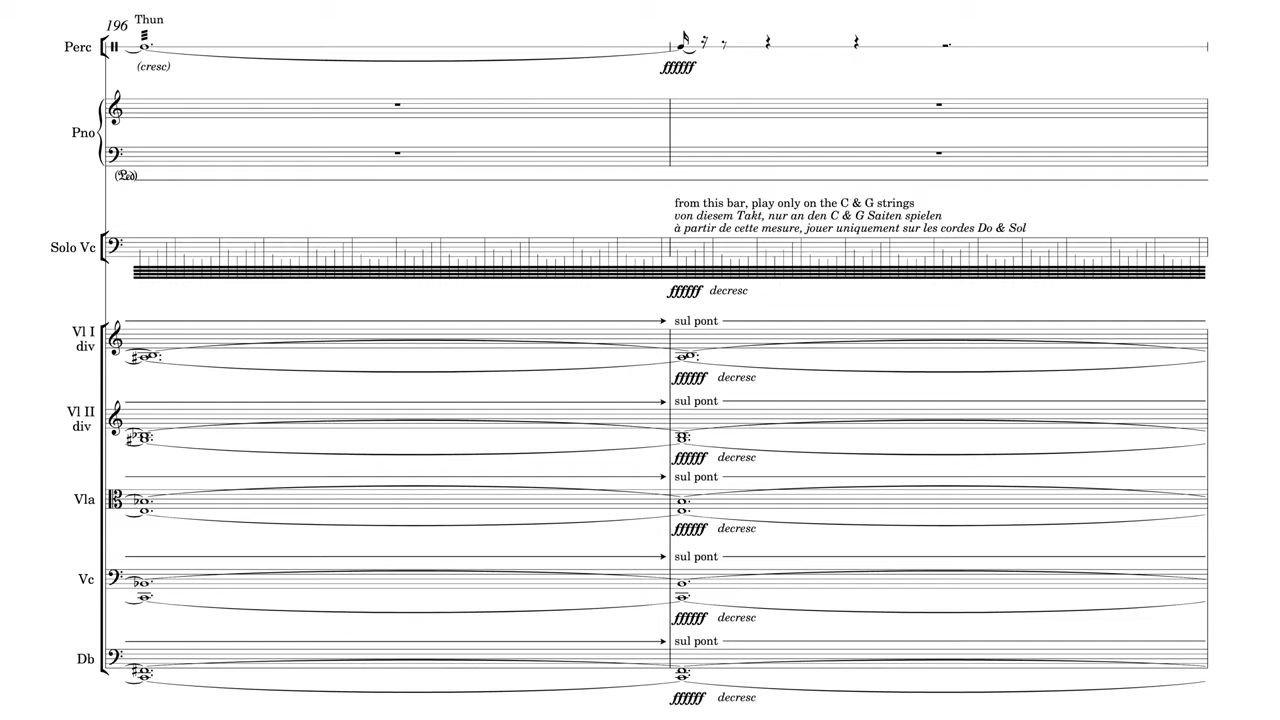 196 Thun
Perc
(cresc) ffffff
Pno
(Ped)
from this bar, play only on the C & G strings
von diesem Takt, nur an den C & G Saiten spielen
à partir de cette mesure, jouer uniquement sur les cordes Do & Sol
Solo Vc
ffffff decresc
sul pont
Vl I
div
ffffff decresc
sul pont
Vl II
div
ffffff decresc
sul pont
Vla
ffffff decresc
sul pont
Vc
ffffff decresc
sul pont
Db
ffffff decresc